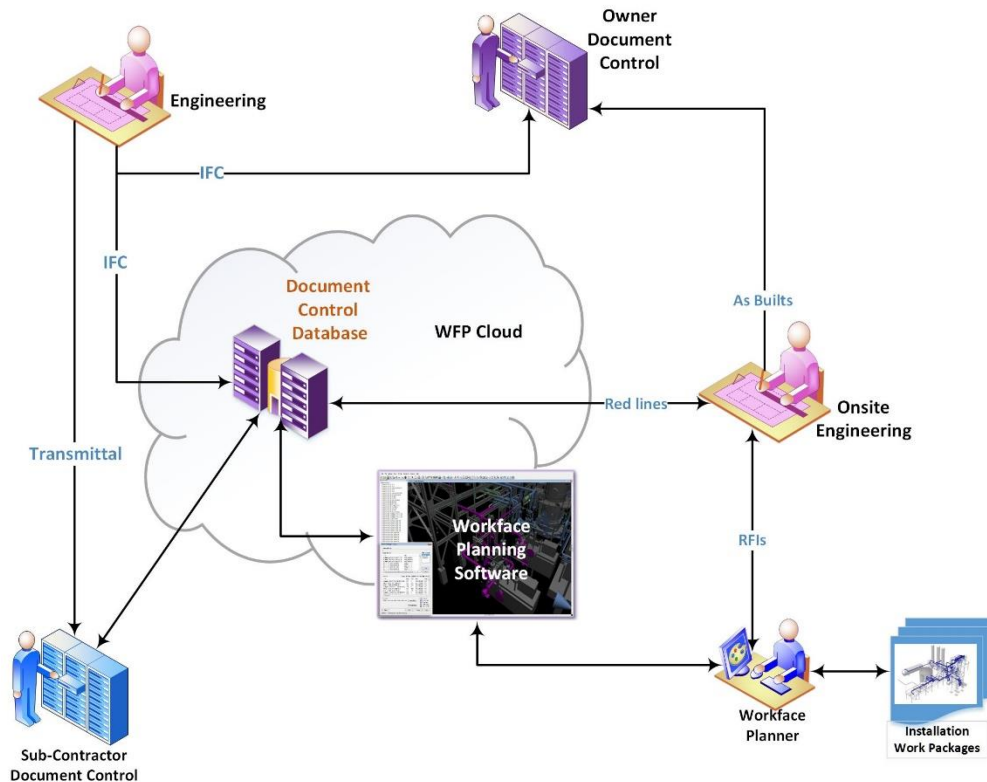 Owner
Document
Control
Engineering
IFC
IFC
Document
Control
Database
WFP Cloud
As Builts
Red lines
Onsite
Engineering
Transmittal
Workface
Planning
Software
RFIs
Sub-Contractor
Document Control
Workface
Planner
Installation
Work Packages